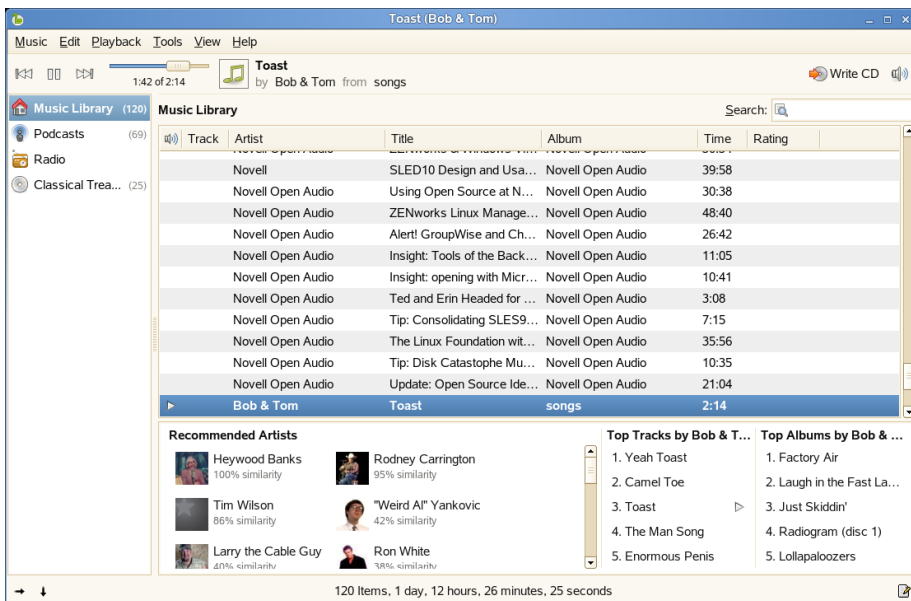 Toast (Bob & Tom)
Music Edit Playback Tools View Help
1:42 of 2:14
Toast
by Bob & Tom from songs
Write CD
Music Library (120)
Podcasts (69)
Radio
Classical Trea... (25)
Music Library
Search:
Track Artist Title Album Time Rating
Novell SLED10 Design and Usa... Novell Open Audio 39:58
Novell Open Audio Using Open Source at N... Novell Open Audio 30:38
Novell Open Audio ZENworks Linux Manage... Novell Open Audio 48:40
Novell Open Audio Alert! GroupWise and Ch... Novell Open Audio 26:42
Novell Open Audio Insight: Tools of the Back... Novell Open Audio 11:05
Novell Open Audio Insight: opening with Micr... Novell Open Audio 10:41
Novell Open Audio Ted and Erin Headed for ... Novell Open Audio 3:08
Novell Open Audio Tip: Consolidating SLES9... Novell Open Audio 7:15
Novell Open Audio The Linux Foundation wit... Novell Open Audio 35:56
Novell Open Audio Tip: Disk Catastophe Mu... Novell Open Audio 10:35
Novell Open Audio Update: Open Source Ide... Novell Open Audio 21:04
Bob & Tom Toast songs 2:14
Recommended Artists
Heywood Banks
100% similarity
Rodney Carrington
95% similarity
Tim Wilson
86% similarity
"Weird Al" Yankovic
42% similarity
Larry the Cable Guy
40% similarity
Ron White
38% similarity
Top Tracks by Bob & T...
1. Yeah Toast
2. Camel Toe
3. Toast
4. The Man Song
5. Enormous Penis
Top Albums by Bob & ...
1. Factory Air
2. Laugh in the Fast La...
3. Just Skiddin'
4. Radiogram (disc 1)
5. Lollapaloozers
120 Items, 1 day, 12 hours, 26 minutes, 25 seconds